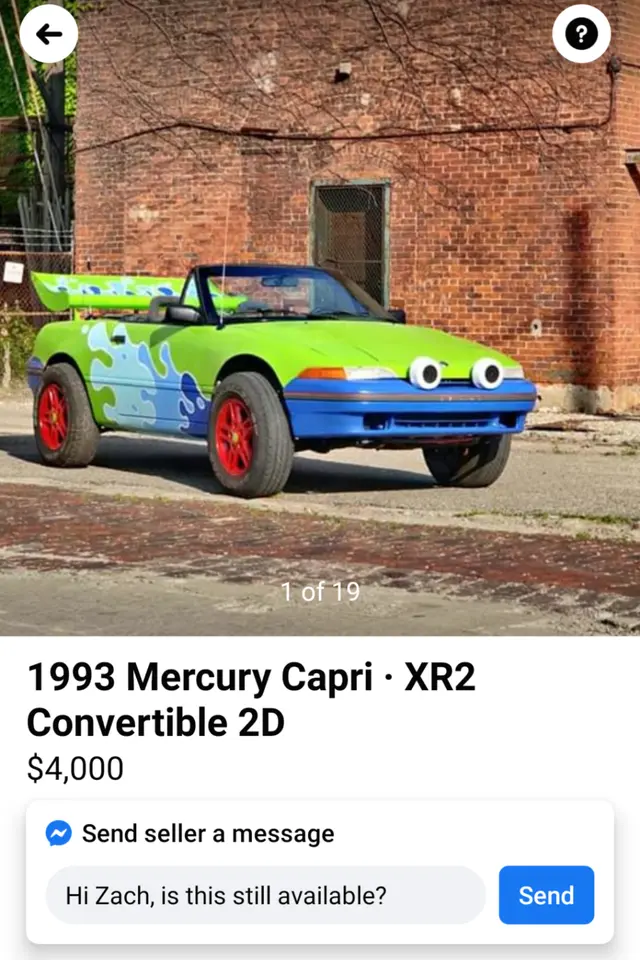 1 of 19
1993 Mercury Capri · XR2
Convertible 2D
$4,000
Send seller a message
Hi Zach, is this still available?
Send